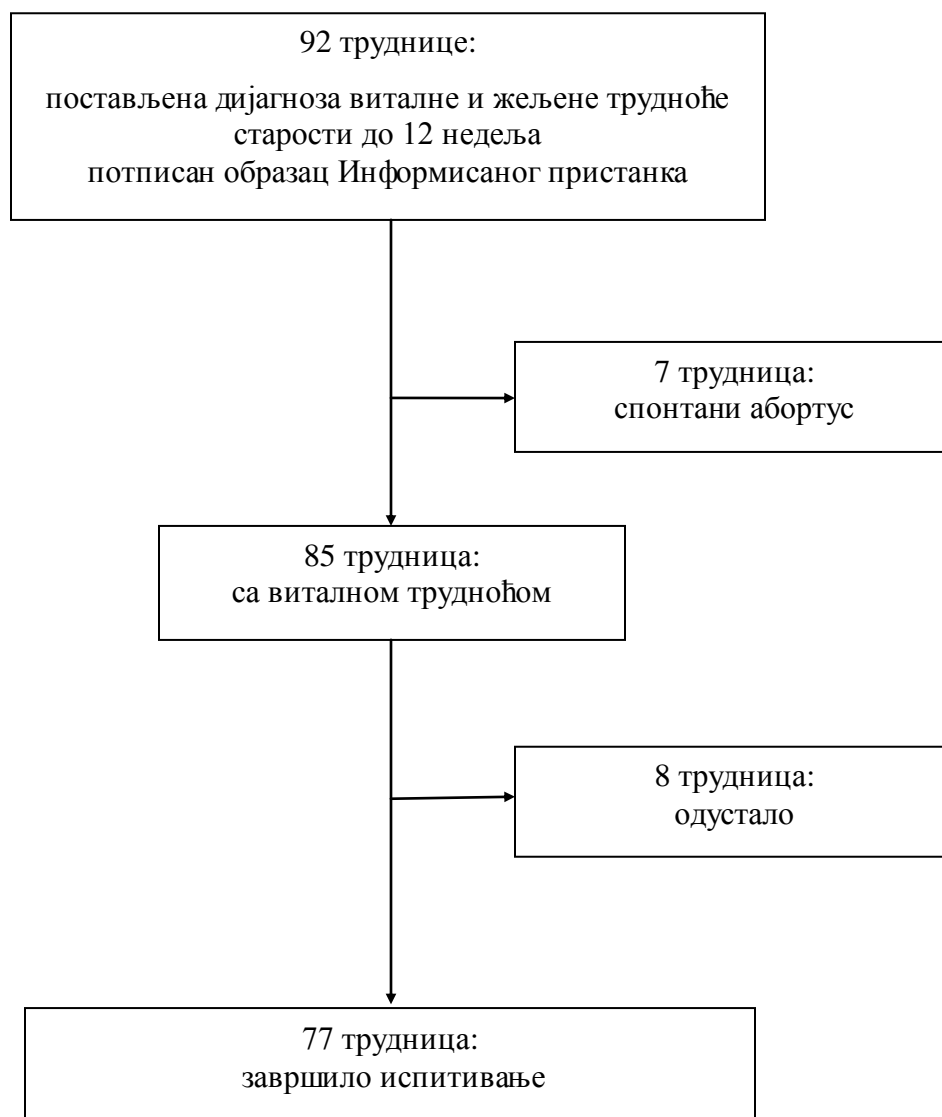 92 труднице:
постављена дијагноза виталне и жељене трудноће
старости до 12 недеља
потписан образац Информисаног пристанка
7 трудница:
спонтани абортус
85 трудница:
са виталном трудноћом
8 трудница:
одустало
77 трудница:
завршило испитивање